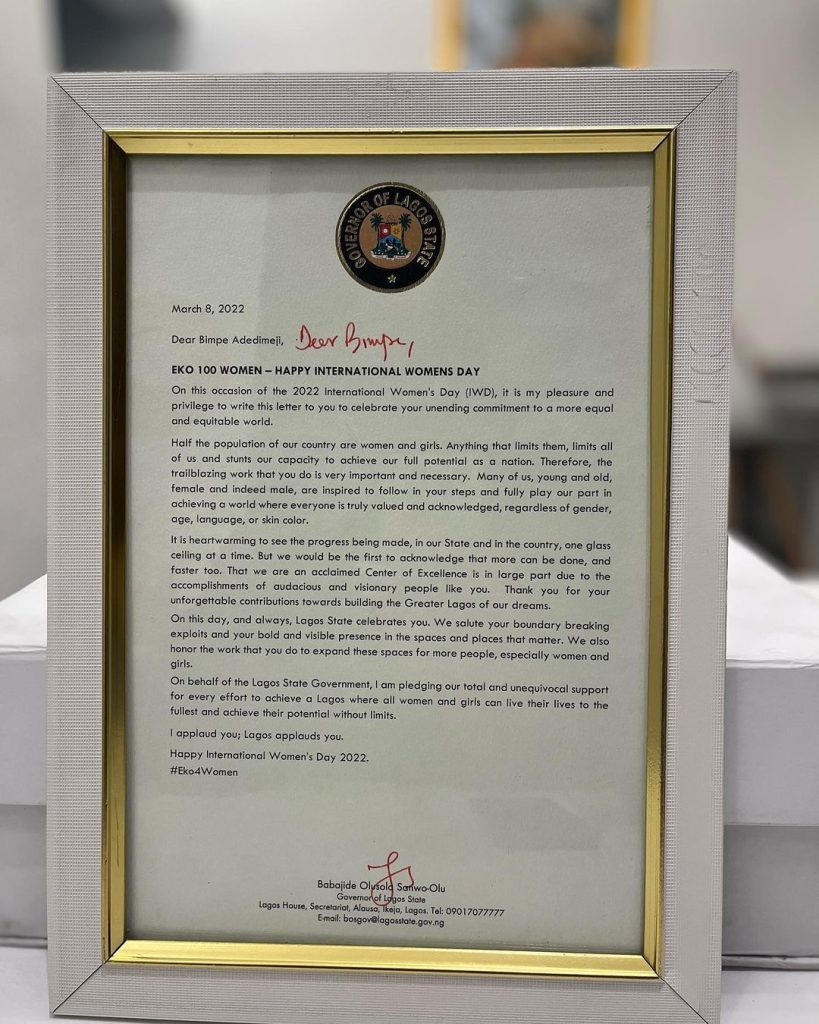 GOVERNOR OF LAGOS STATE
March 8, 2022
Dear Bimpe Adedimeji, Dear Bimpe,
EKO 100 WOMEN – HAPPY INTERNATIONAL WOMENS DAY
On this occasion of the 2022 International Women's Day (IWD), it is my pleasure and
privilege to write this letter to you to celebrate your unending commitment to a more equal
and equitable world.
Half the population of our country are women and girls. Anything that limits them, limits all
of us and stunts our capacity to achieve our full potential as a nation. Therefore, the
trailblazing work that you do is very important and necessary. Many of us, young and old,
female and indeed male, are inspired to follow in your steps and fully play our part in
achieving a world where everyone is truly valued and acknowledged, regardless of gender,
age, language, or skin color.
It is heartwarming to see the progress being made, in our State and in the country, one glass
ceiling at a time. But we would be the first to acknowledge that more can be done, and
faster too. That we are an acclaimed Center of Excellence is in large part due to the
accomplishments of audacious and visionary people like you. Thank you for your
unforgettable contributions towards building the Greater Lagos of our dreams.
On this day, and always, Lagos State celebrates you. We salute your boundary breaking
exploits and your bold and visible presence in the spaces and places that matter. We also
honor the work that you do to expand these spaces for more people, especially women and
girls.
On behalf of the Lagos State Government, I am pledging our total and unequivocal support
for every effort to achieve a Lagos where all women and girls can live their lives to the
fullest and achieve their potential without limits.
I applaud you; Lagos applauds you.
Happy International Women's Day 2022.
#Eko4Women
Babajide Olusola Sanwo-Olu
Governor of Lagos State
Lagos House, Secretariat, Alausa, Ikeja, Lagos. Tel: 09017077777
E-mail: bosgov@lagosstate.gov.ng